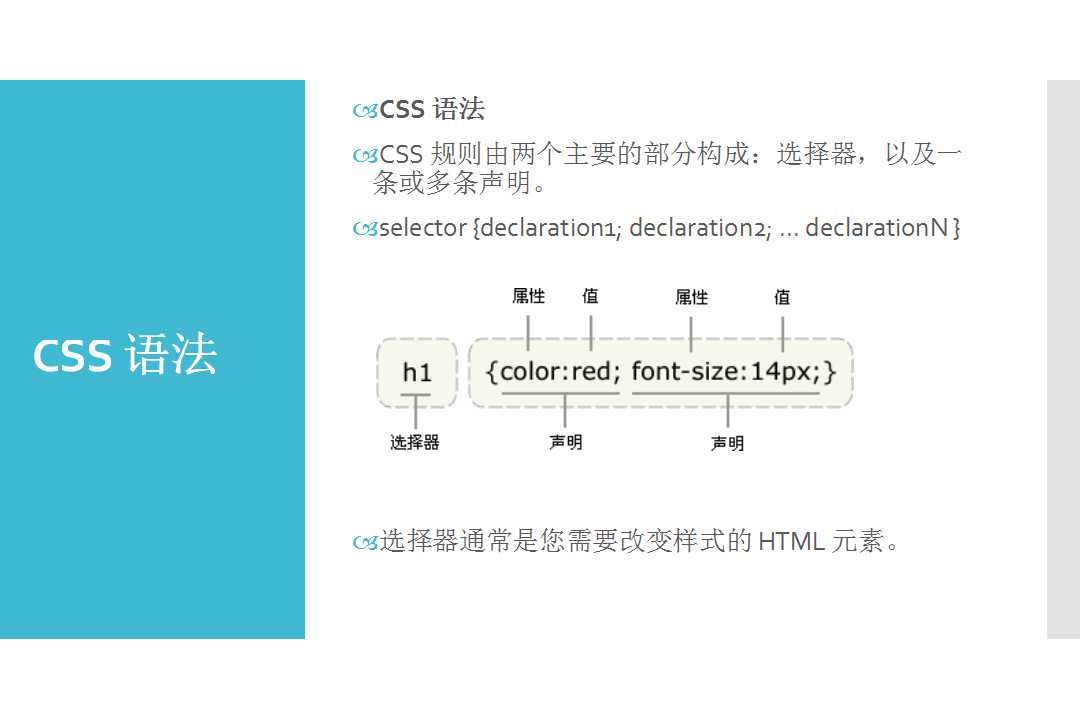 CSS 语法
CSS 语法
CSS 规则由两个主要的部分构成：选择器，以及一
条或多条声明。
selector {declaration1; declaration2; ... declarationN }
属性 值 属性 值
h1 {color:red; font-size:14px;}
选择器 声明 声明
选择器通常是您需要改变样式的 HTML 元素。